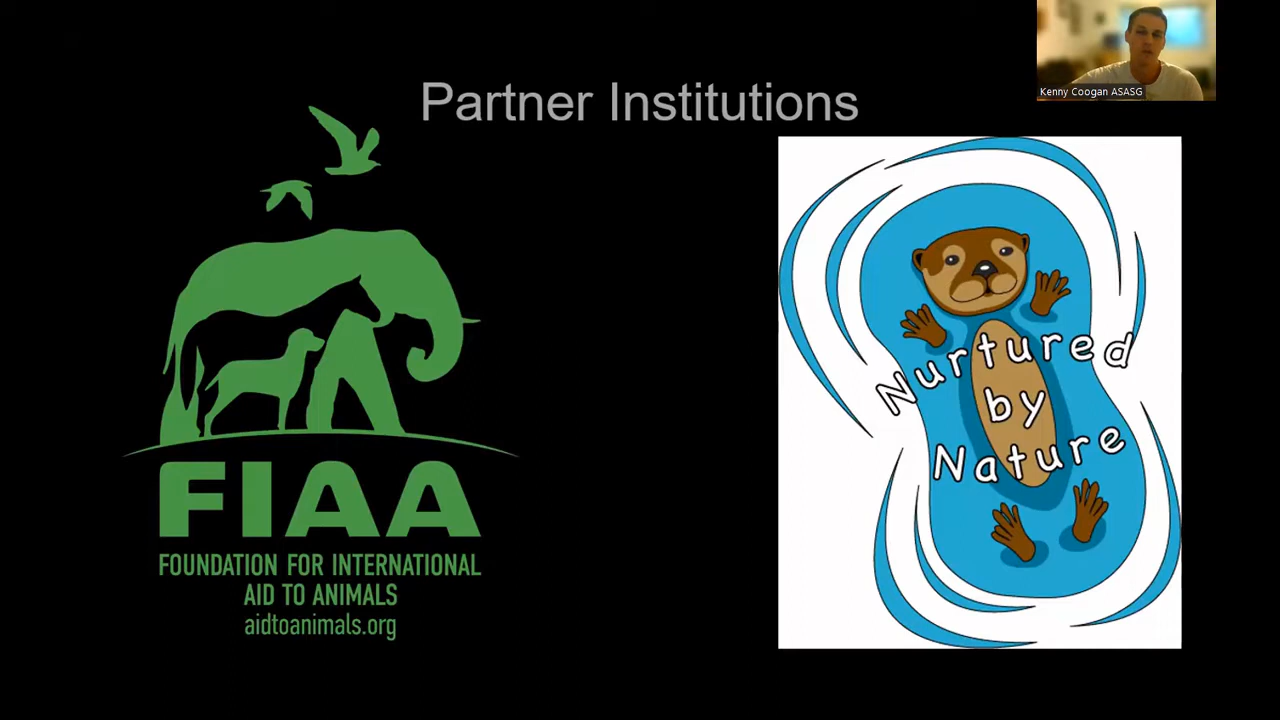 Kenny Coogan ASASG
Partner Institutions
FIAA
FOUNDATION FOR INTERNATIONAL
AID TO ANIMALS
aidtoanimals.org
Nurtured
by
Nature